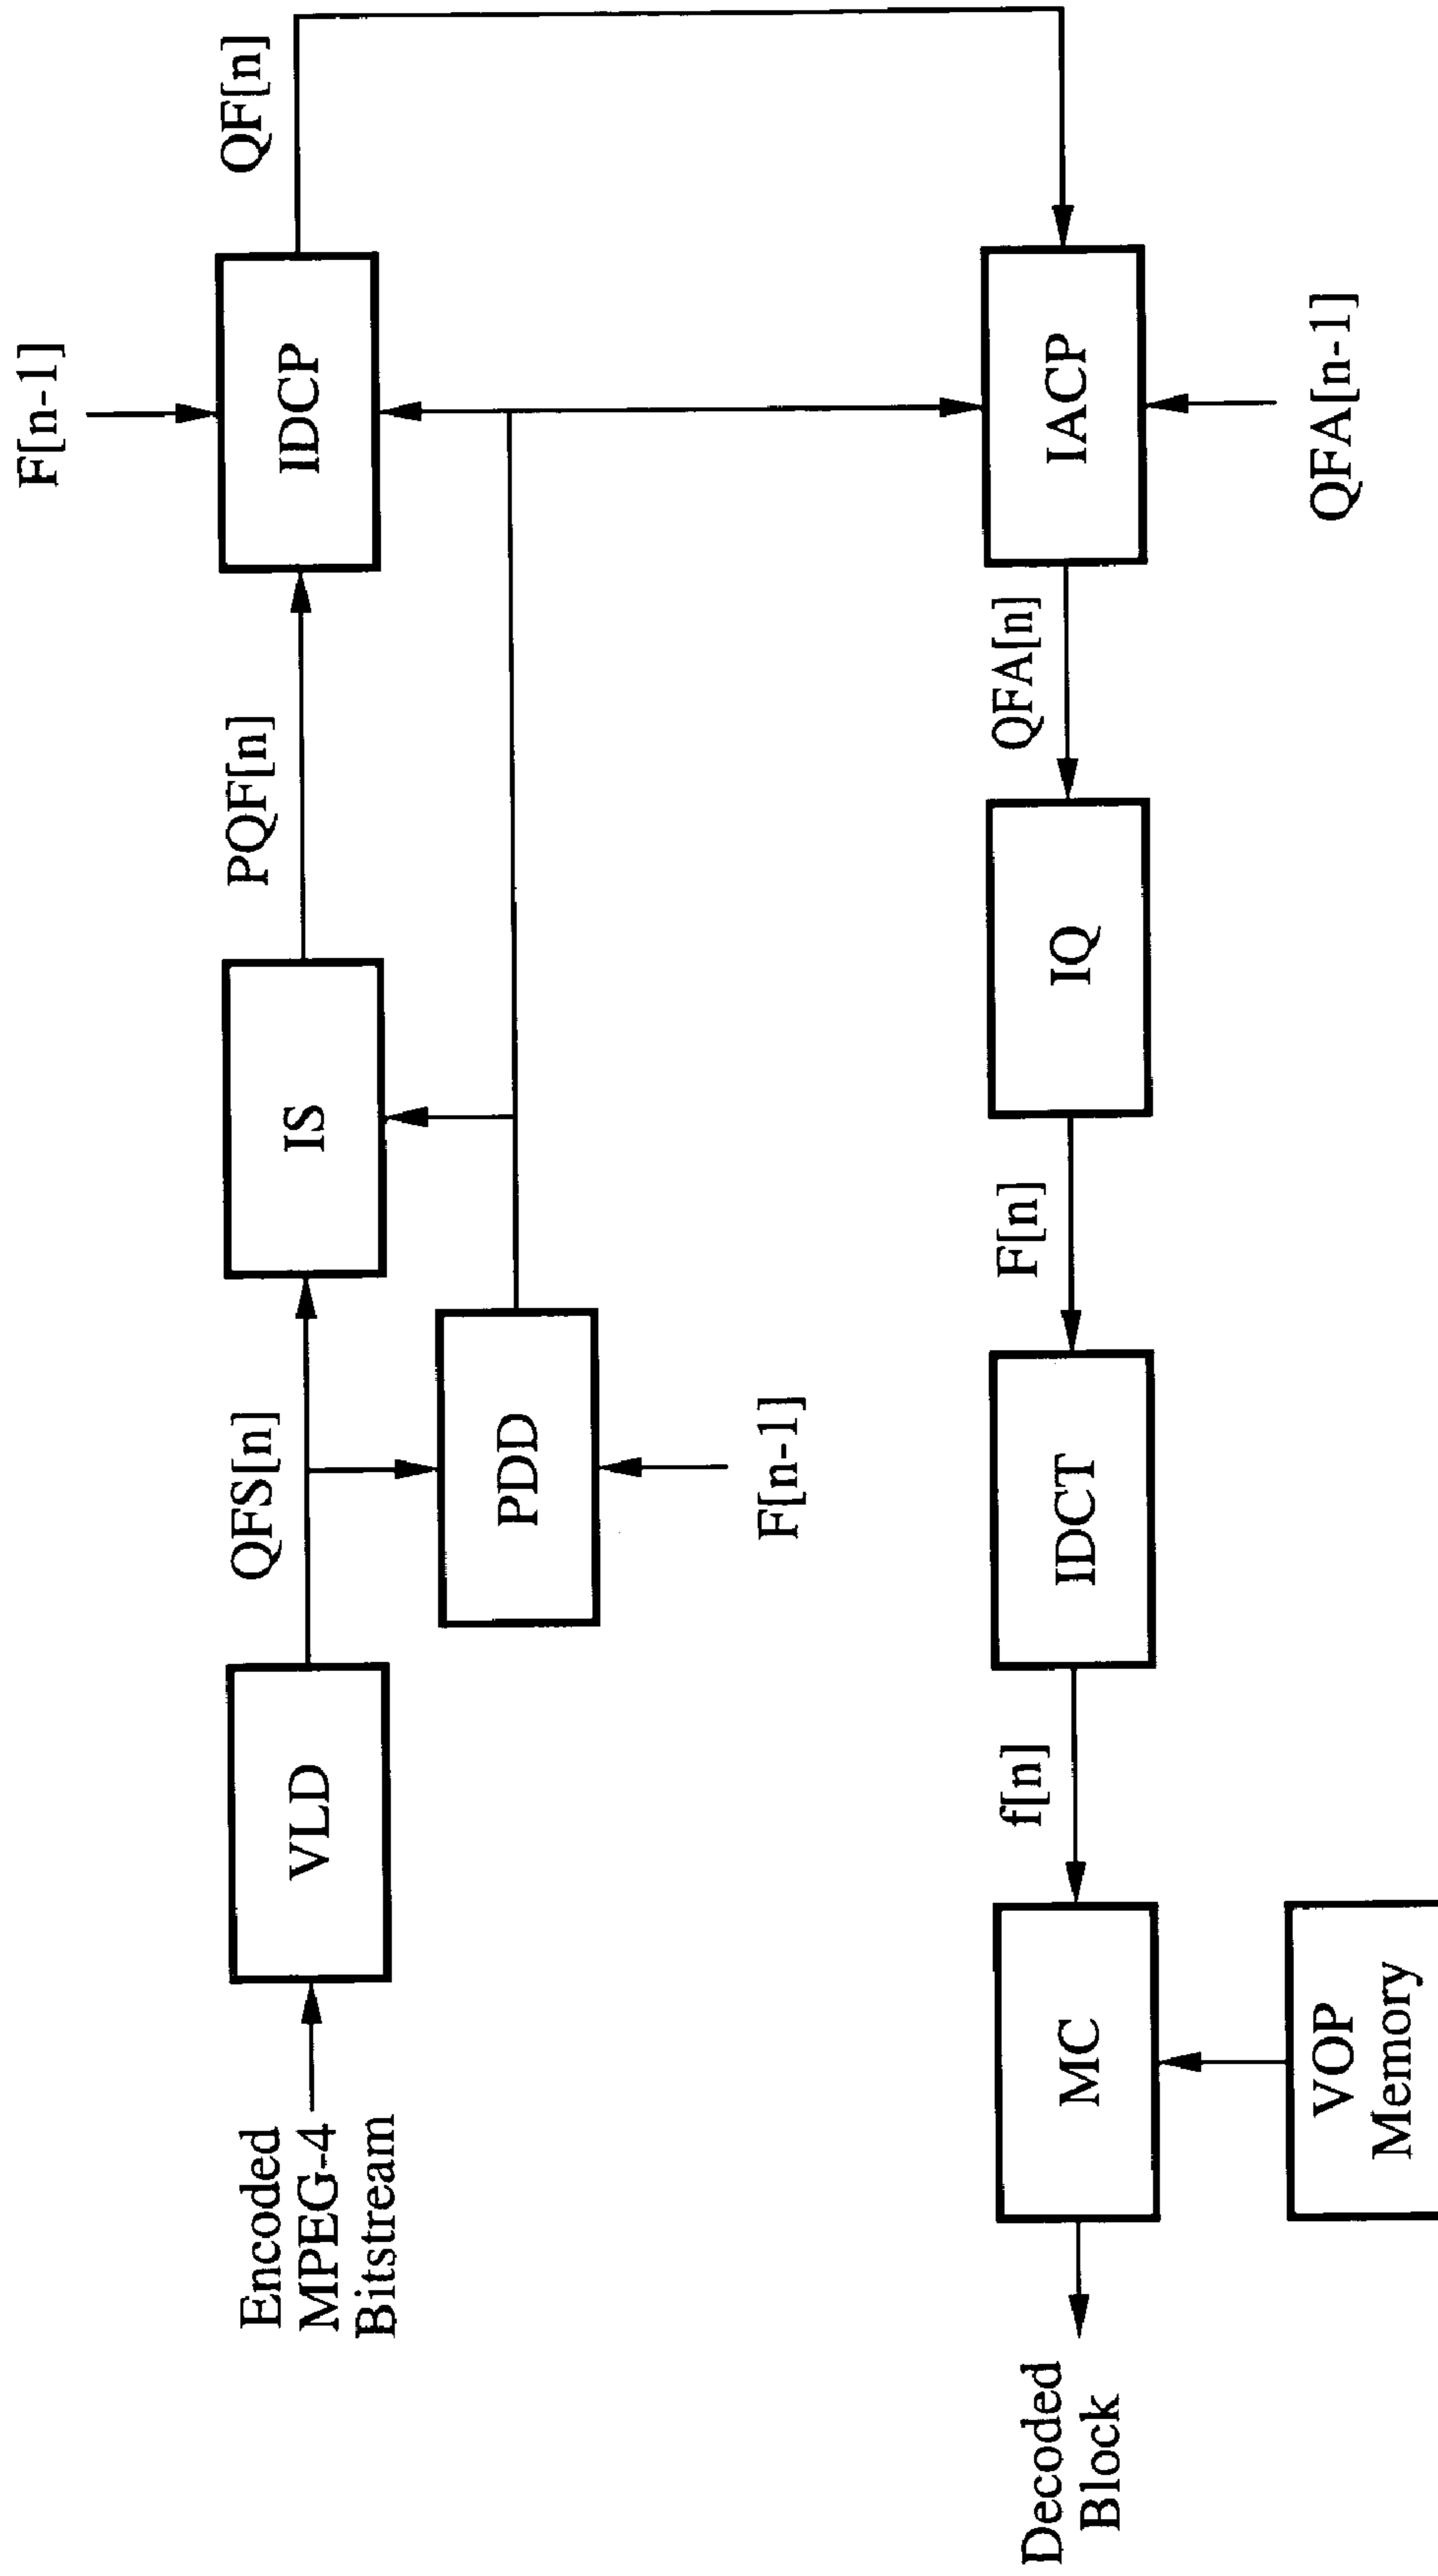 Encoded
MPEG-4
Bitstream
VLD
QFS[n]
IS
PQF[n]
IDCP
F[n-1]
QF[n]
PDD
F[n-1]
Decoded
Block
MC
f[n]
IDCT
F[n]
IQ
QFA[n]
IACP
QFA[n-1]
VOP
Memory